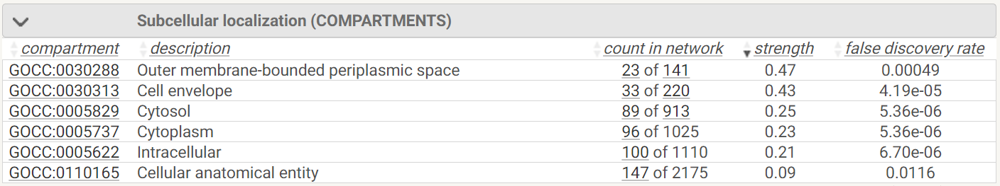 Subcellular localization (COMPARTMENTS)
compartment description count in network strength false discovery rate
GOCC:0030288 Outer membrane-bounded periplasmic space 23 of 141 0.47 0.00049
GOCC:0030313 Cell envelope 33 of 220 0.43 4.19e-05
GOCC:0005829 Cytosol 89 of 913 0.25 5.36e-06
GOCC:0005737 Cytoplasm 96 of 1025 0.23 5.36e-06
GOCC:0005622 Intracellular 100 of 1110 0.21 6.70e-06
GOCC:0110165 Cellular anatomical entity 147 of 2175 0.09 0.0116